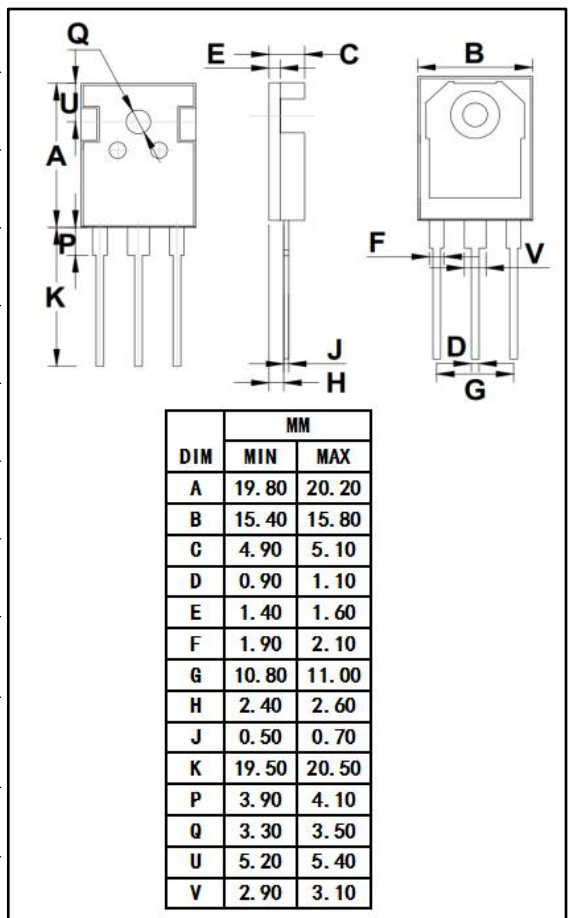 Q
E C B
U
A
P
K
F V
J D
H G
MM
DIM MIN MAX
A 19.80 20.20
B 15.40 15.80
C 4.90 5.10
D 0.90 1.10
E 1.40 1.60
F 1.90 2.10
G 10.80 11.00
H 2.40 2.60
J 0.50 0.70
K 19.50 20.50
P 3.90 4.10
Q 3.30 3.50
U 5.20 5.40
V 2.90 3.10